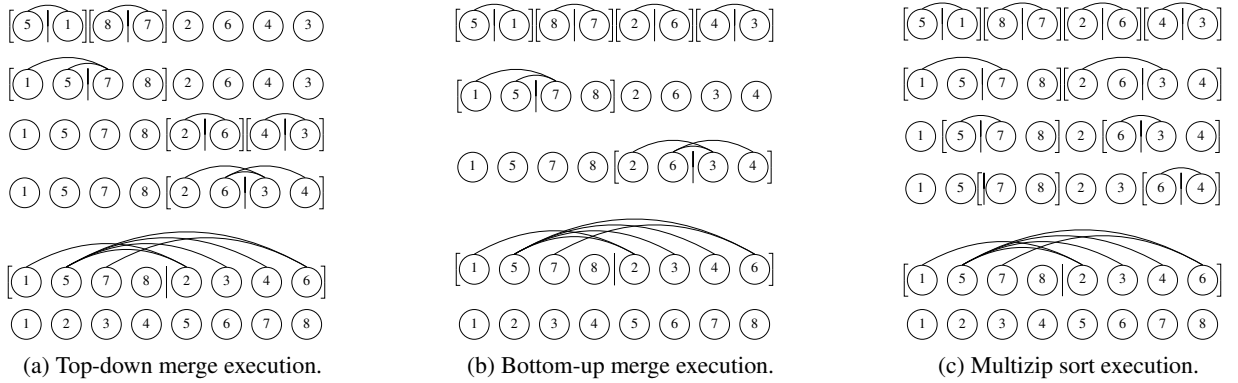 5 1 8 7 2 6 4 3
1 5 7 8 2 6 4 3
1 5 7 8 2 6 4 3
1 5 7 8 2 6 3 4
1 5 7 8 2 3 4 6
1 2 3 4 5 6 7 8
(a) Top-down merge execution.
5 1 8 7 2 6 4 3
1 5 7 8 2 6 3 4
1 5 7 8 2 6 3 4
1 5 7 8 2 3 4 6
1 2 3 4 5 6 7 8
(b) Bottom-up merge execution.
5 1 8 7 2 6 4 3
1 5 7 8 2 6 3 4
1 5 7 8 2 6 3 4
1 5 7 8 2 3 6 4
1 5 7 8 2 3 4 6
1 2 3 4 5 6 7 8
(c) Multizip sort execution.